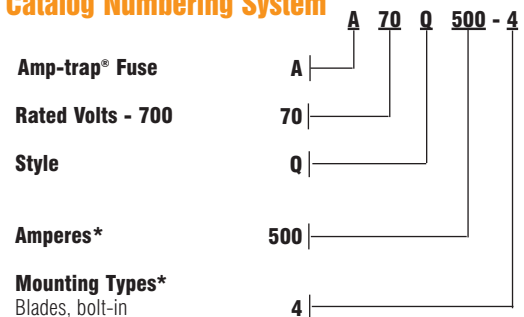 Catalog Numbering System
A 70 Q 500 - 4
Amp-trap® Fuse A
Rated Volts - 700 70
Style Q
Amperes* 500
Mounting Types*
Blades, bolt-in 4